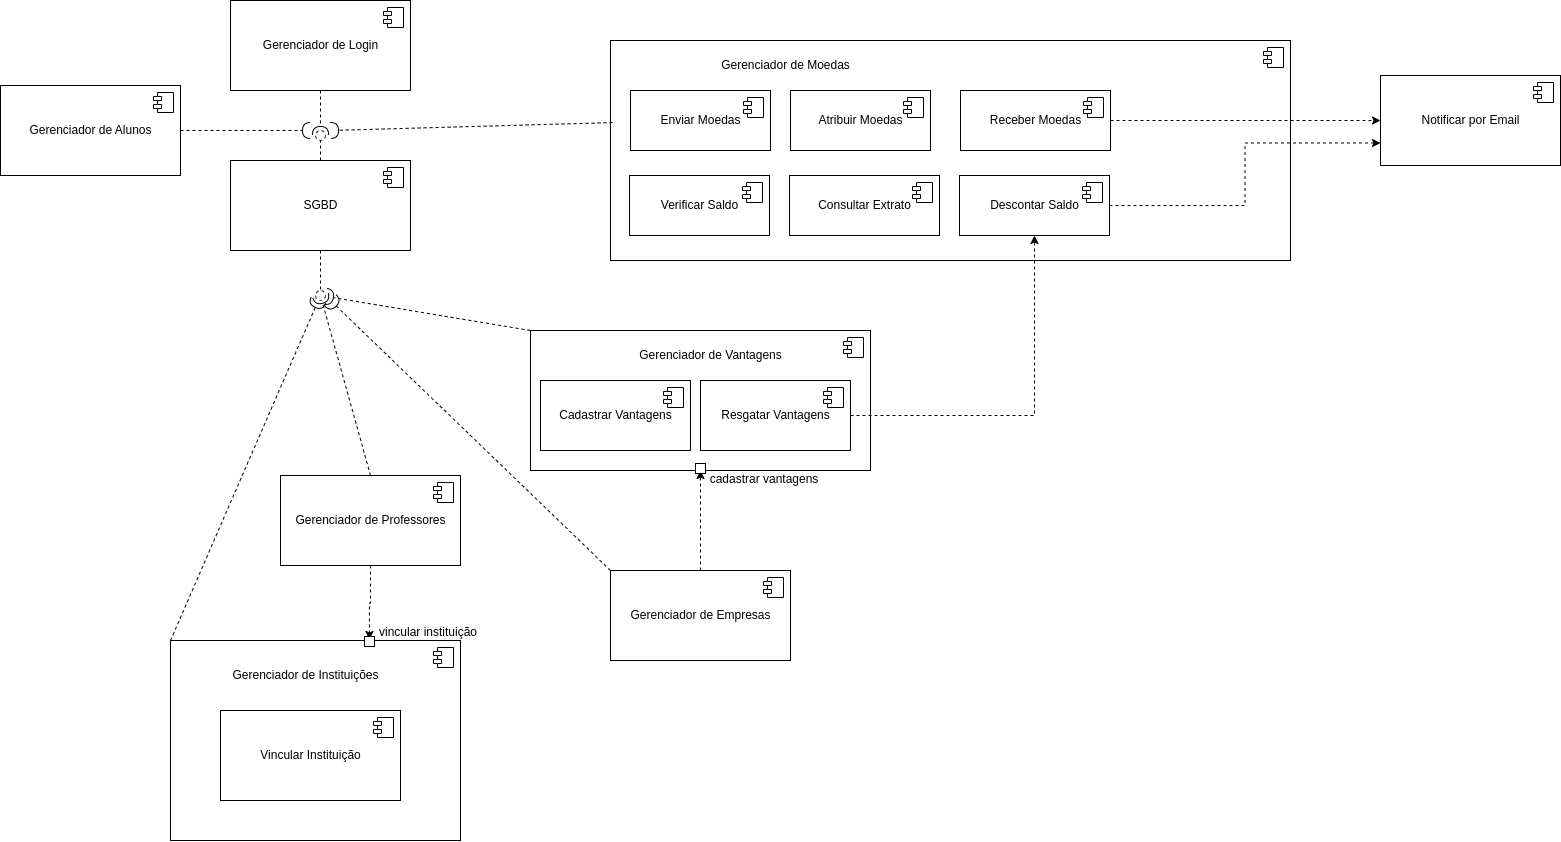 Gerenciador de Login
Gerenciador de Alunos
SGBD
Gerenciador de Moedas
Enviar Moedas
Atribuir Moedas
Receber Moedas
Verificar Saldo
Consultar Extrato
Descontar Saldo
Notificar por Email
Gerenciador de Vantagens
Cadastrar Vantagens
Resgatar Vantagens
cadastrar vantagens
Gerenciador de Professores
Gerenciador de Empresas
vincular instituição
Gerenciador de Instituições
Vincular Instituição